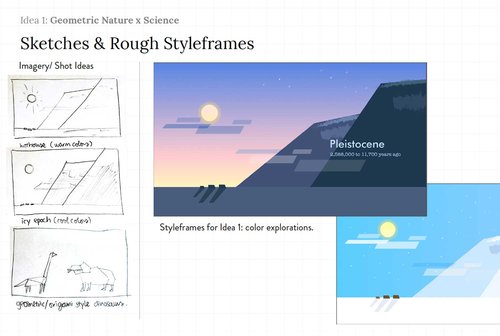 Idea 1: Geometric Nature x Science
Sketches & Rough Styleframes
Imagery/ Shot Ideas
hothouse (warm colors)
icy epoch (cool colors)
geometric/origami style dinosaurs
Pleistocene
2,588,000 to 11,700 years ago
Styleframes for Idea 1: color explorations.